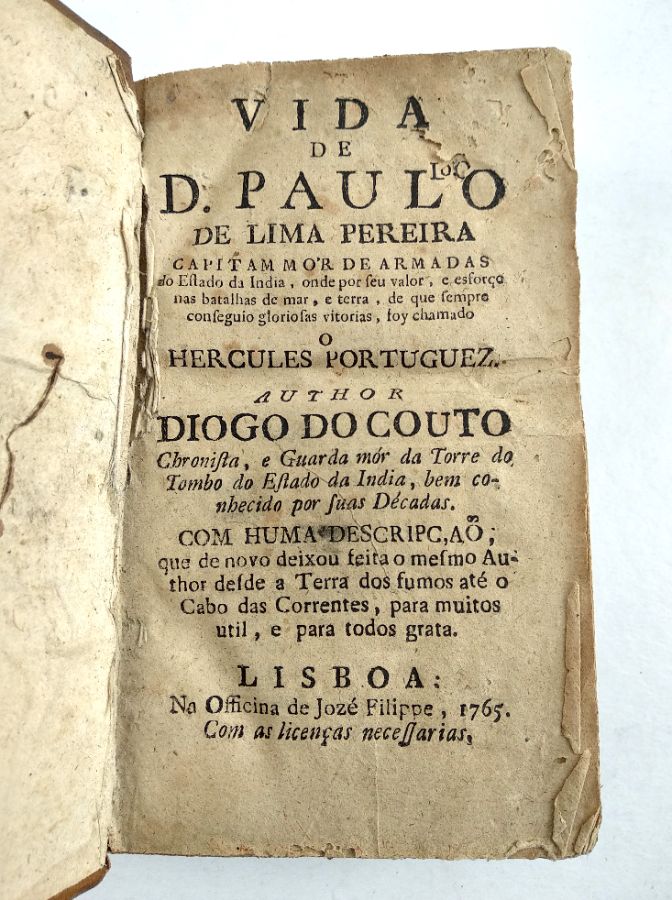 VIDA
DE
D. PAULO
LoC
DE LIMA PEREIRA
CAPITAM MO'R DE ARMADAS
do Eſtado da India, onde por ſeu valor, e esforço
nas batalhas de mar, e terra, de que ſempre
conſeguio glorioſas vitorias, foy chamado
O
HERCULES PORTUGUEZ.
AUTHOR
DIOGO DO COUTO
Chroniſta, e Guarda mór da Torre do
Tombo do Eſtado da India, bem co-
nhecido por ſuas Décadas.
COM HUMA DESCRIPC,AÕ;
que de novo deixou feita o meſmo Au-
thor deſde a Terra dos fumos até o
Cabo das Correntes, para muitos
util, e para todos grata.
LISBOA:
Na Officina de Jozé Filippe, 1765.
Com as licenças neceſſarias,